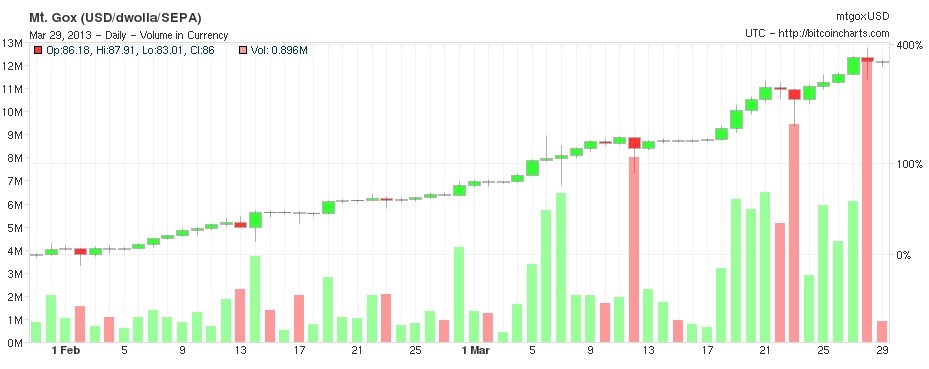 Mt. Gox (USD/dwolla/SEPA)
mtgoxUSD
Mar 29, 2013 - Daily - Volume in Currency
UTC - http://bitcoincharts.com
Op:86.18, Hi:87.91, Lo:83.01, Cl:86
Vol: 0.896M
13M
12M
11M
10M
9M
8M
7M
6M
5M
4M
3M
2M
1M
0M
400%
100%
0%
1 Feb 5 9 13 17 21 25 1 Mar 5 9 13 17 21 25 29